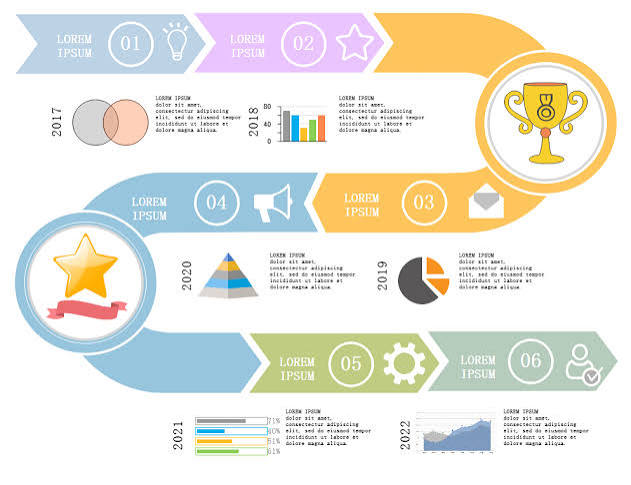 LOREM
IPSUM
01
LOREM
IPSUM
02
2017
LOREM IPSUM
dolor sit amet,
consectetur adipiscing
elit, sed do eiusmod tempor
incididunt ut labore et
dolore magna aliqua.
2018
80
40
0
LOREM IPSUM
dolor sit amet,
consectetur adipiscing
elit, sed do eiusmod tempor
incididunt ut labore et
dolore magna aliqua.
LOREM
IPSUM
04
LOREM
IPSUM
03
2020
LOREM IPSUM
dolor sit amet,
consectetur adipiscing
elit, sed do eiusmod tempor
incididunt ut labore et
dolore magna aliqua.
2019
LOREM IPSUM
dolor sit amet,
consectetur adipiscing
elit, sed do eiusmod tempor
incididunt ut labore et
dolore magna aliqua.
LOREM
IPSUM
05
LOREM
IPSUM
06
2021
71%
40%
51%
61%
LOREM IPSUM
dolor sit amet,
consectetur adipiscing
elit, sed do eiusmod tempor
incididunt ut labore et
dolore magna aliqua.
2022
LOREM IPSUM
dolor sit amet,
consectetur adipiscing
elit, sed do eiusmod tempor
incididunt ut labore et
dolore magna aliqua.